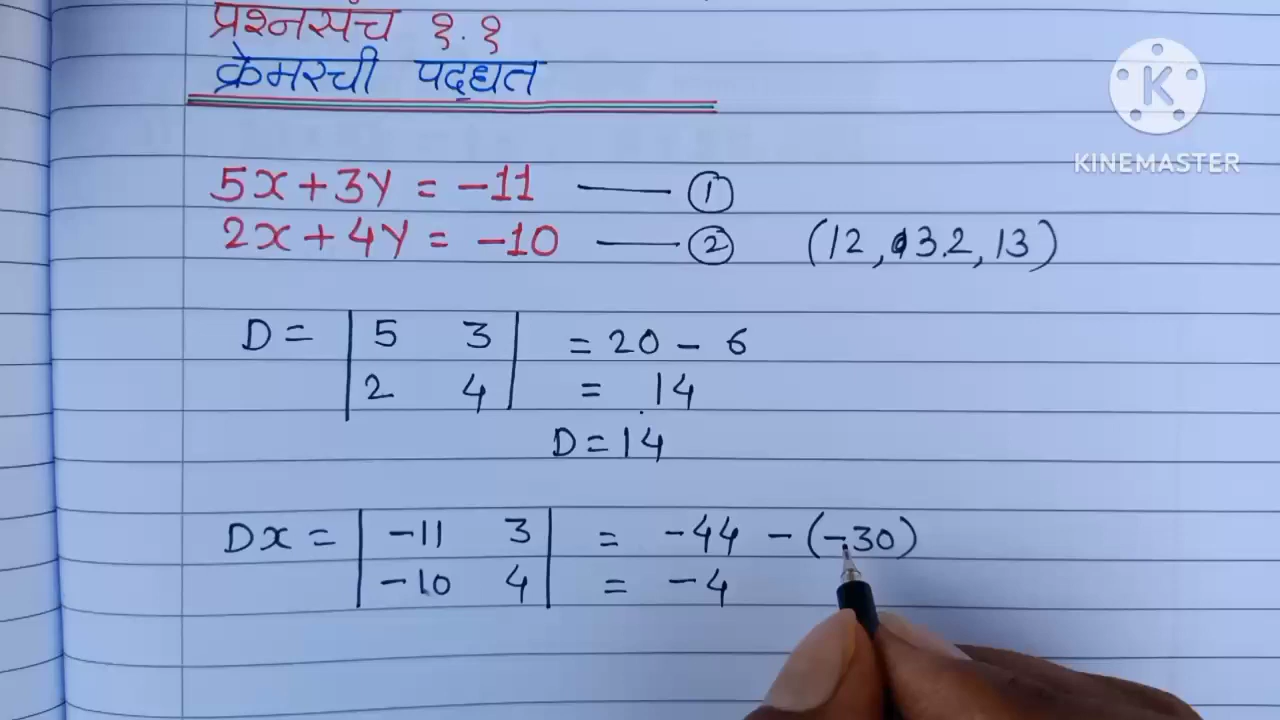 प्रश्नसंच १.१
क्रेमरची पद्धत
K
KINEMASTER
5x+3y = -11 —— ①
2x+4y = -10 —— ② (12, 13.2, 13)
D = | 5 3 | = 20 - 6
| 2 4 | = 14
D = 14
Dx = | -11 3 | = -44 - (-30)
| -10 4 | = -4